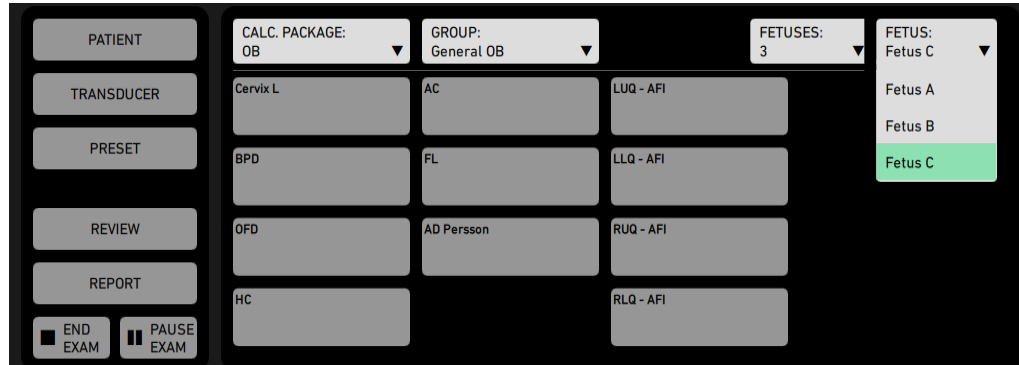 PATIENT
TRANSDUCER
PRESET
REVIEW
REPORT
END
EXAM
PAUSE
EXAM
CALC. PACKAGE:
OB
GROUP:
General OB
FETUSES:
3
FETUS:
Fetus C
Fetus A
Fetus B
Fetus C
Cervix L
AC
LUQ - AFI
BPD
FL
LLQ - AFI
OFD
AD Persson
RUQ - AFI
HC
RLQ - AFI